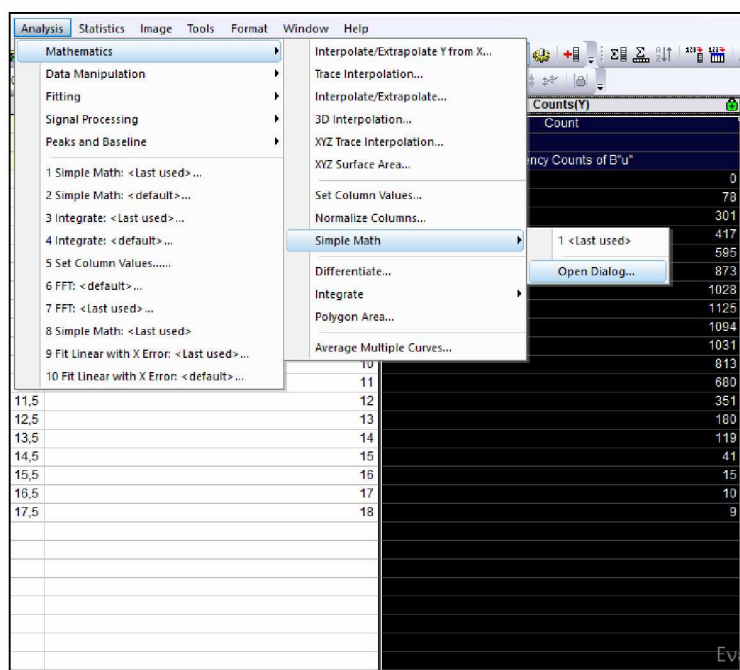 Analysis Statistics Image Tools Format Window Help
Mathematics
Data Manipulation
Fitting
Signal Processing
Peaks and Baseline
1 Simple Math: <Last used>...
2 Simple Math: <default>...
3 Integrate: <Last used>...
4 Integrate: <default>...
5 Set Column Values......
6 FFT: <default>...
7 FFT: <Last used>...
8 Simple Math: <Last used>
9 Fit Linear with X Error: <Last used>...
10 Fit Linear with X Error: <default>...
Interpolate/Extrapolate Y from X...
Trace Interpolation...
Interpolate/Extrapolate...
3D Interpolation...
XYZ Trace Interpolation...
XYZ Surface Area...
Set Column Values...
Normalize Columns...
Simple Math
Differentiate...
Integrate
Polygon Area...
Average Multiple Curves...
1 <Last used>
Open Dialog...
Counts(Y)
Count
ency Counts of B"u"
0
78
301
417
595
873
1028
1125
1094
1031
10 813
11 680
11,5 12 351
12,5 13 180
13,5 14 119
14,5 15 41
15,5 16 15
16,5 17 10
17,5 18 9